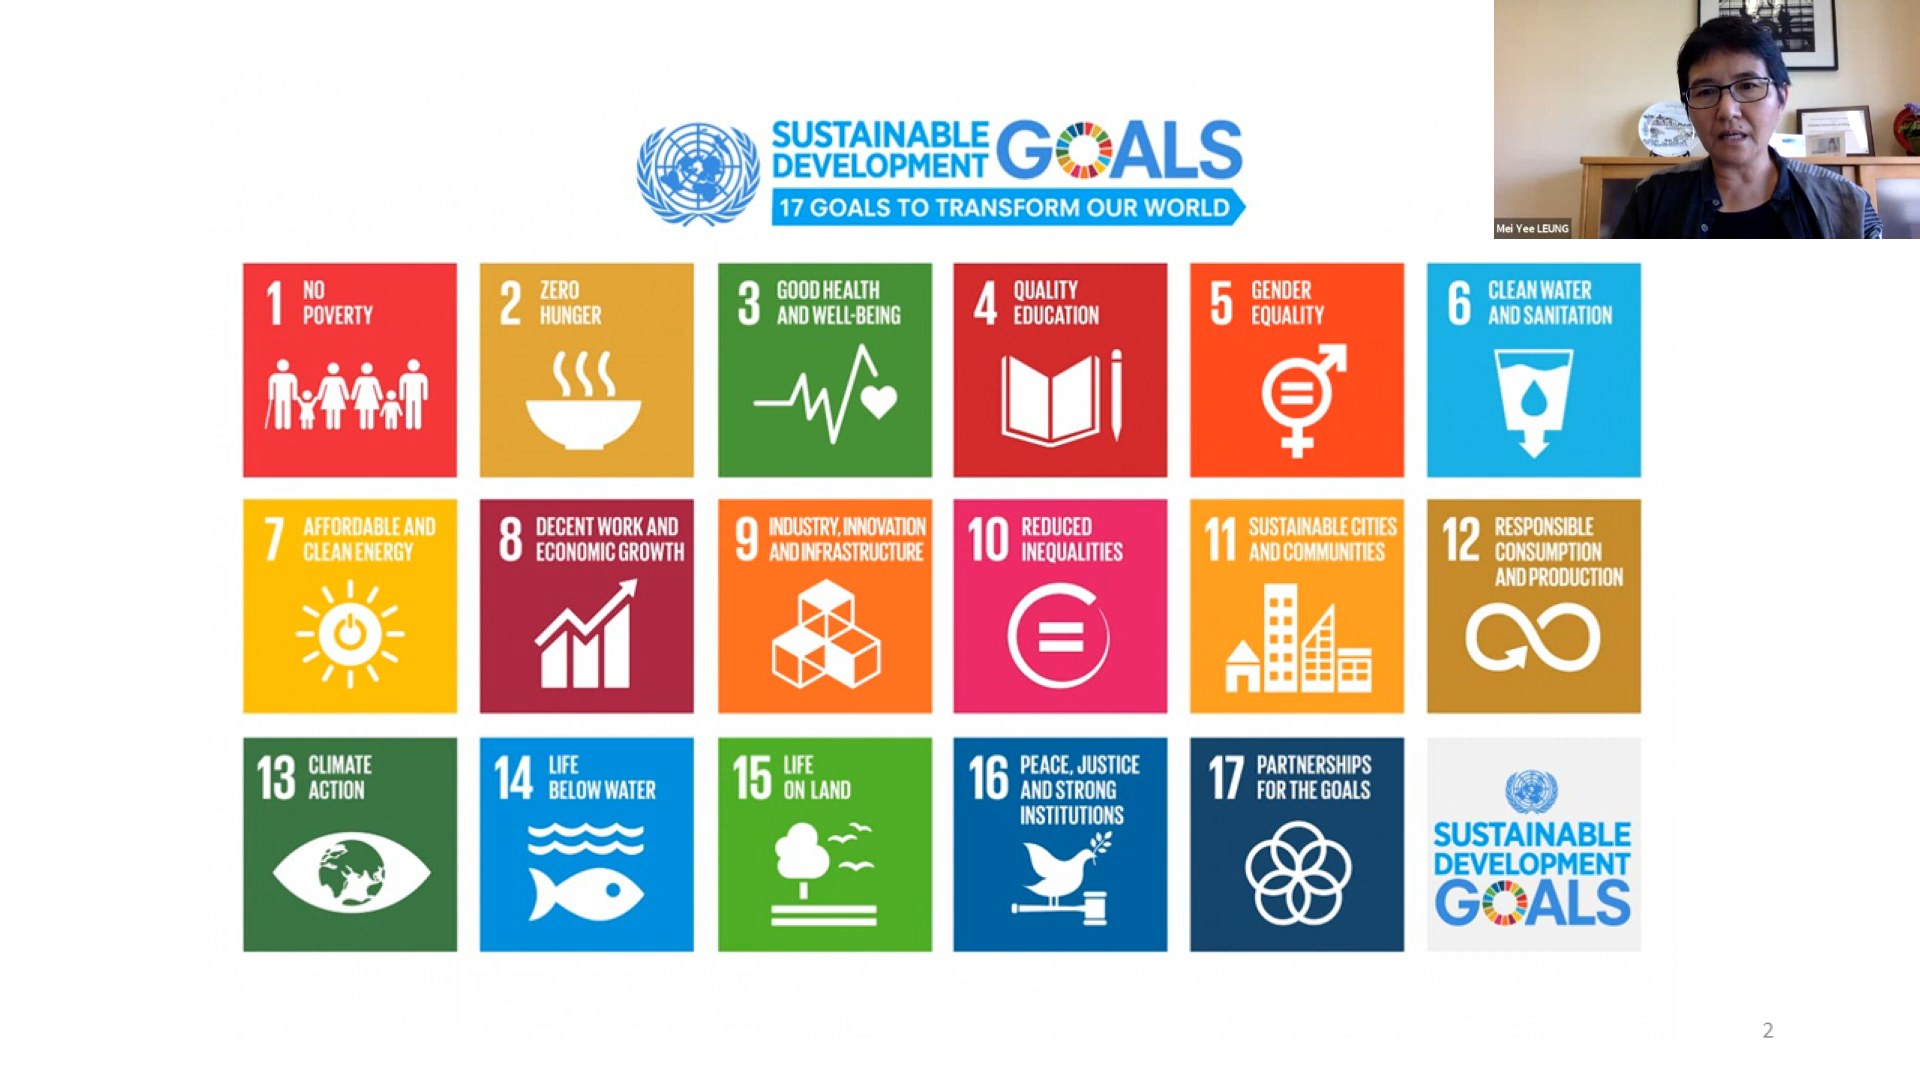 SUSTAINABLE
DEVELOPMENT
GOALS
17 GOALS TO TRANSFORM OUR WORLD
Mei Yee LEUNG
1 NO
POVERTY
2 ZERO
HUNGER
3 GOOD HEALTH
AND WELL-BEING
4 QUALITY
EDUCATION
5 GENDER
EQUALITY
6 CLEAN WATER
AND SANITATION
7 AFFORDABLE AND
CLEAN ENERGY
8 DECENT WORK AND
ECONOMIC GROWTH
9 INDUSTRY, INNOVATION
AND INFRASTRUCTURE
10 REDUCED
INEQUALITIES
11 SUSTAINABLE CITIES
AND COMMUNITIES
12 RESPONSIBLE
CONSUMPTION
AND PRODUCTION
13 CLIMATE
ACTION
14 LIFE
BELOW WATER
15 LIFE
ON LAND
16 PEACE, JUSTICE
AND STRONG
INSTITUTIONS
17 PARTNERSHIPS
FOR THE GOALS
SUSTAINABLE
DEVELOPMENT
GOALS
2